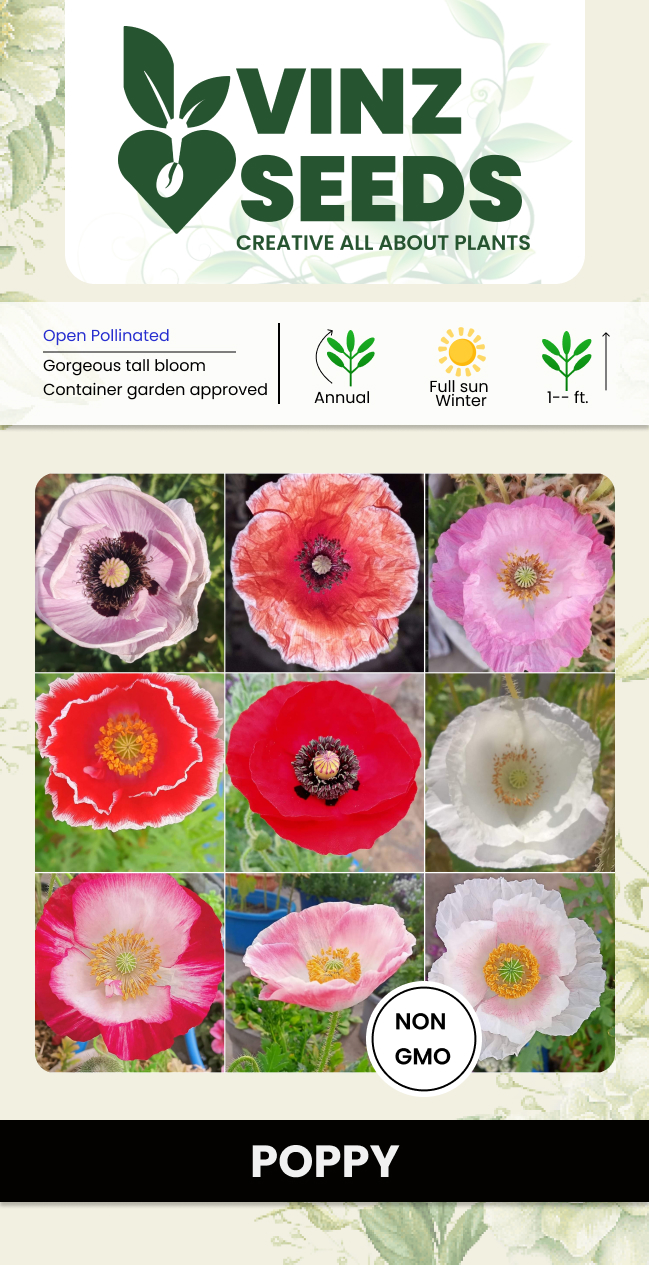 VINZ
SEEDS
CREATIVE ALL ABOUT PLANTS
Open Pollinated
Gorgeous tall bloom
Container garden approved
Annual
Full sun
Winter
1-- ft.
NON
GMO
POPPY